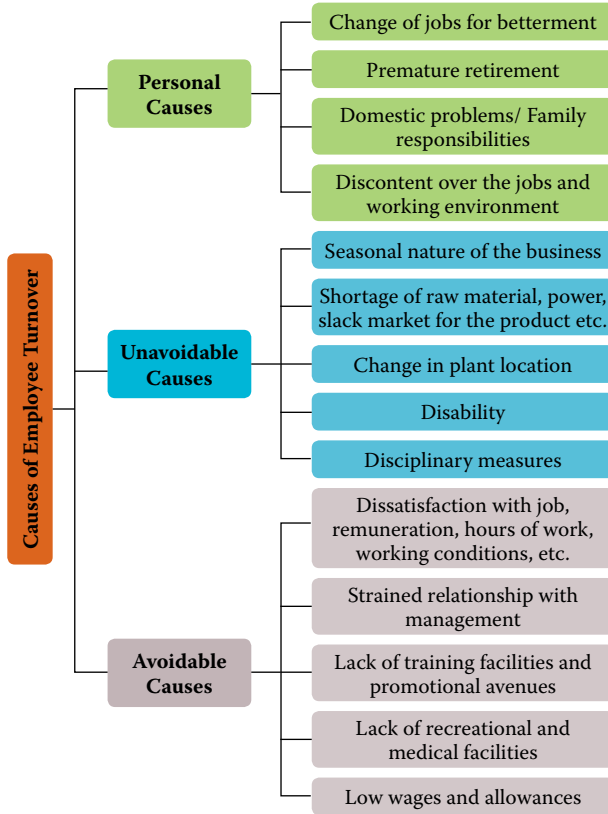 Causes of Employee Turnover
Personal
Causes
Change of jobs for betterment
Premature retirement
Domestic problems/ Family
responsibilities
Discontent over the jobs and
working environment
Unavoidable
Causes
Seasonal nature of the business
Shortage of raw material, power,
slack market for the product etc.
Change in plant location
Disability
Disciplinary measures
Avoidable
Causes
Dissatisfaction with job,
remuneration, hours of work,
working conditions, etc.
Strained relationship with
management
Lack of training facilities and
promotional avenues
Lack of recreational and
medical facilities
Low wages and allowances